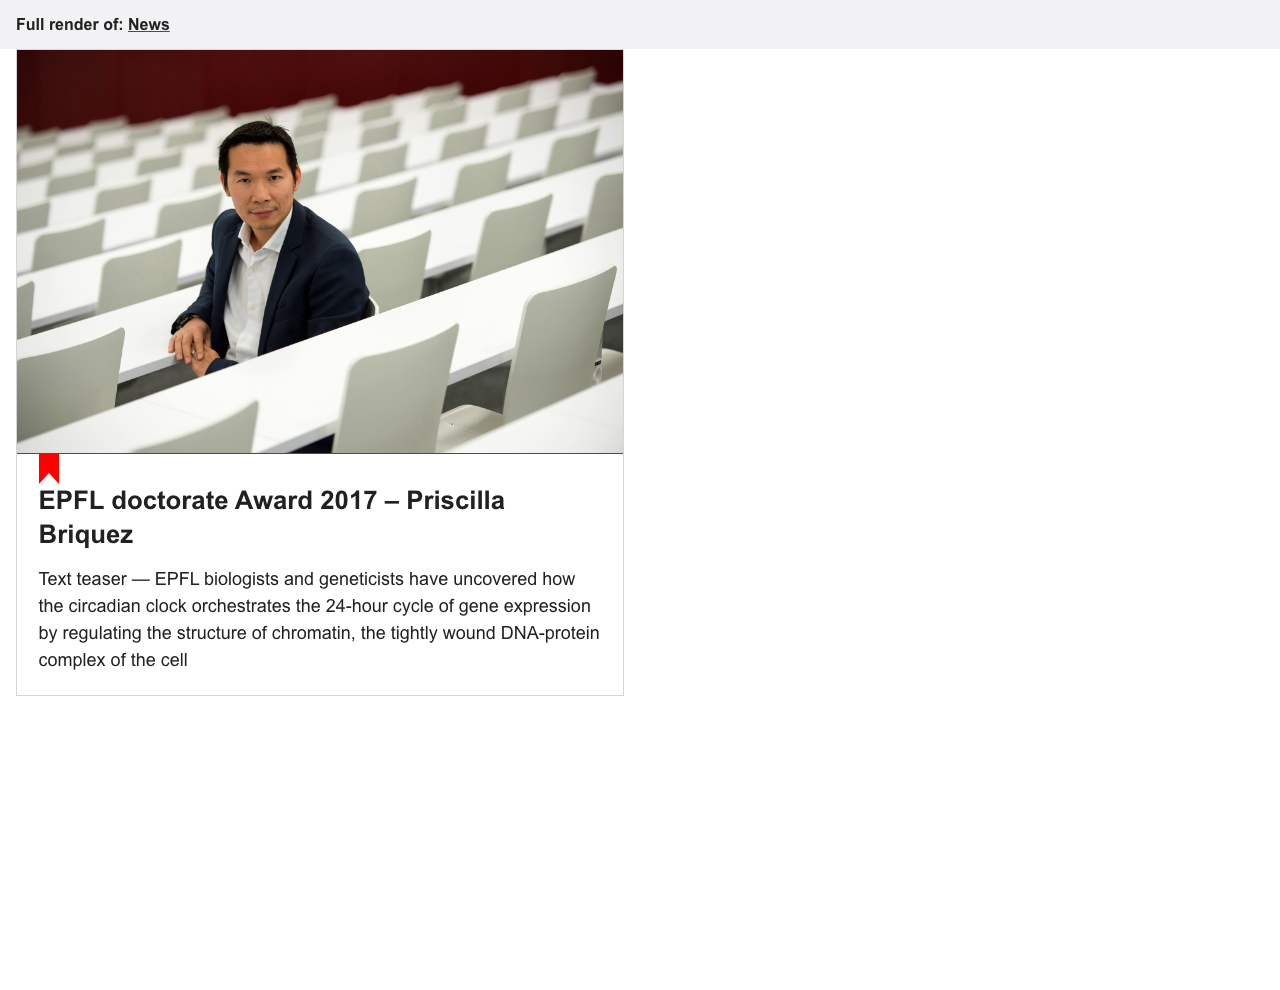 Full render of: News
EPFL doctorate Award 2017 – Priscilla
Briquez
Text teaser — EPFL biologists and geneticists have uncovered how
the circadian clock orchestrates the 24-hour cycle of gene expression
by regulating the structure of chromatin, the tightly wound DNA-protein
complex of the cell